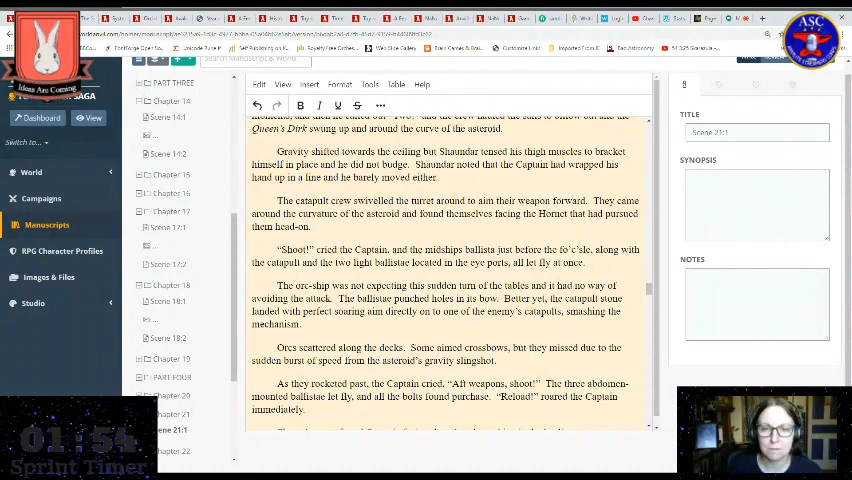 Ideas Are Coming
ASC
SAGA
Dashboard
View
Switch to...
World
Campaigns
Manuscripts
RPG Character Profiles
Images & Files
Studio
01:54
Sprint Timer
Search Manuscript & World
PART THREE
Chapter 14
Scene 14:1
...
Scene 14:2
Chapter 15
Chapter 16
Chapter 17
Scene 17:1
...
Scene 17:2
Chapter 18
Scene 18:1
...
Scene 18:2
Chapter 19
PART FOUR
Chapter 20
Chapter 21
Scene 21:1
Chapter 22
Edit View Insert Format Tools Table Help
B I U S ...
Queen's Dirk swung up and around the curve of the asteroid.
Gravity shifted towards the ceiling but Shaundar tensed his thigh muscles to bracket
himself in place and he did not budge. Shaundar noted that the Captain had wrapped his
hand up in a line and he barely moved either.
The catapult crew swivelled the turret around to aim their weapon forward. They came
around the curvature of the asteroid and found themselves facing the Hornet that had pursued
them head-on.
“Shoot!” cried the Captain, and the midships ballista just before the fo’c’sle, along with
the catapult and the two light ballistae located in the eye ports, all let fly at once.
The orc-ship was not expecting this sudden turn of the tables and it had no way of
avoiding the attack. The ballistae punched holes in its bow. Better yet, the catapult stone
landed with perfect soaring aim directly on to one of the enemy’s catapults, smashing the
mechanism.
Orcs scattered along the decks. Some aimed crossbows, but they missed due to the
sudden burst of speed from the asteroid’s gravity slingshot.
As they rocketed past, the Captain cried, “Aft weapons, shoot!” The three abdomen-
mounted ballistae let fly, and all the bolts found purchase. “Reload!” roared the Captain
immediately.
TITLE
Scene 21:1
SYNOPSIS
NOTES